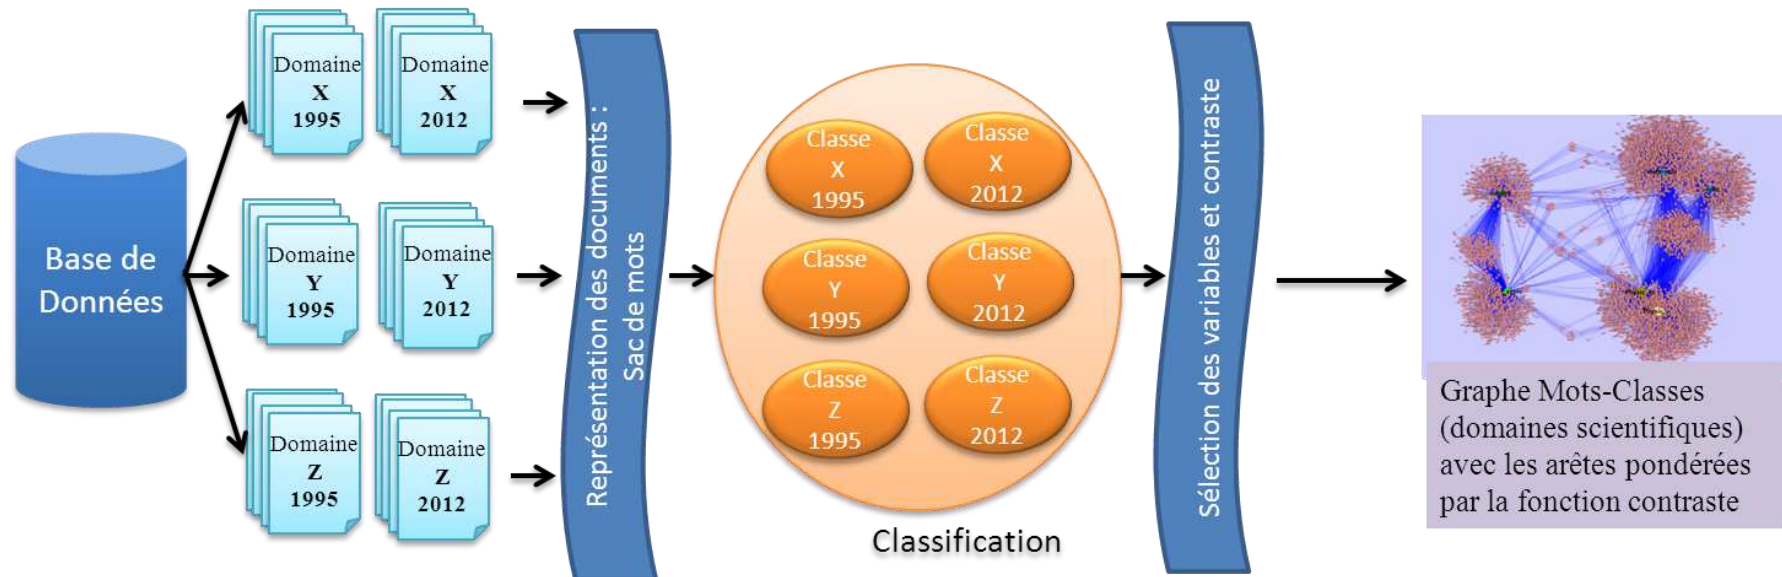 Base de
Données
Domaine
X
1995
Domaine
X
2012
Domaine
Y
1995
Domaine
Y
2012
Domaine
Z
1995
Domaine
Z
2012
Représentation des documents :
Sac de mots
Classe
X
1995
Classe
X
2012
Classe
Y
1995
Classe
Y
2012
Classe
Z
1995
Classe
Z
2012
Classification
Sélection des variables et contraste
Graphe Mots-Classes
(domaines scientifiques)
avec les arêtes pondérées
par la fonction contraste